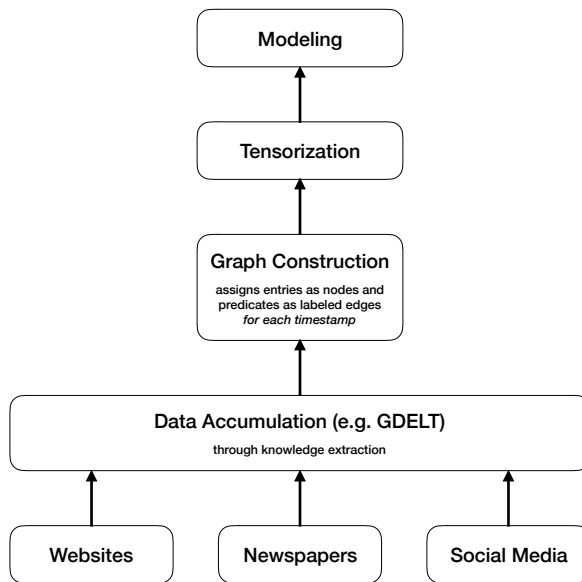 Modeling
Tensorization
Graph Construction
assigns entries as nodes and
predicates as labeled edges
for each timestamp
Data Accumulation (e.g. GDELT)
through knowledge extraction
Websites
Newspapers
Social Media